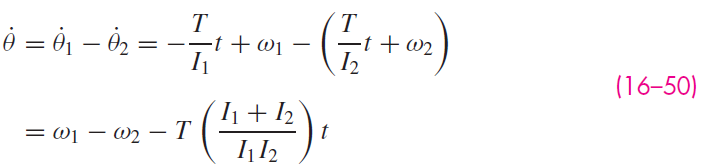 θ̇ = θ̇₁ − θ̇₂ = −(T/I₁)t + ω₁ − ((T/I₂)t + ω₂)
(16–50)
= ω₁ − ω₂ − T((I₁ + I₂)/(I₁I₂))t